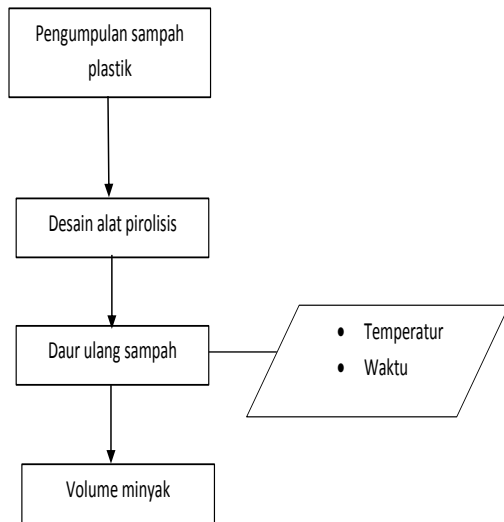 Pengumpulan sampah
plastik
Desain alat pirolisis
Daur ulang sampah
• Temperatur
• Waktu
Volume minyak